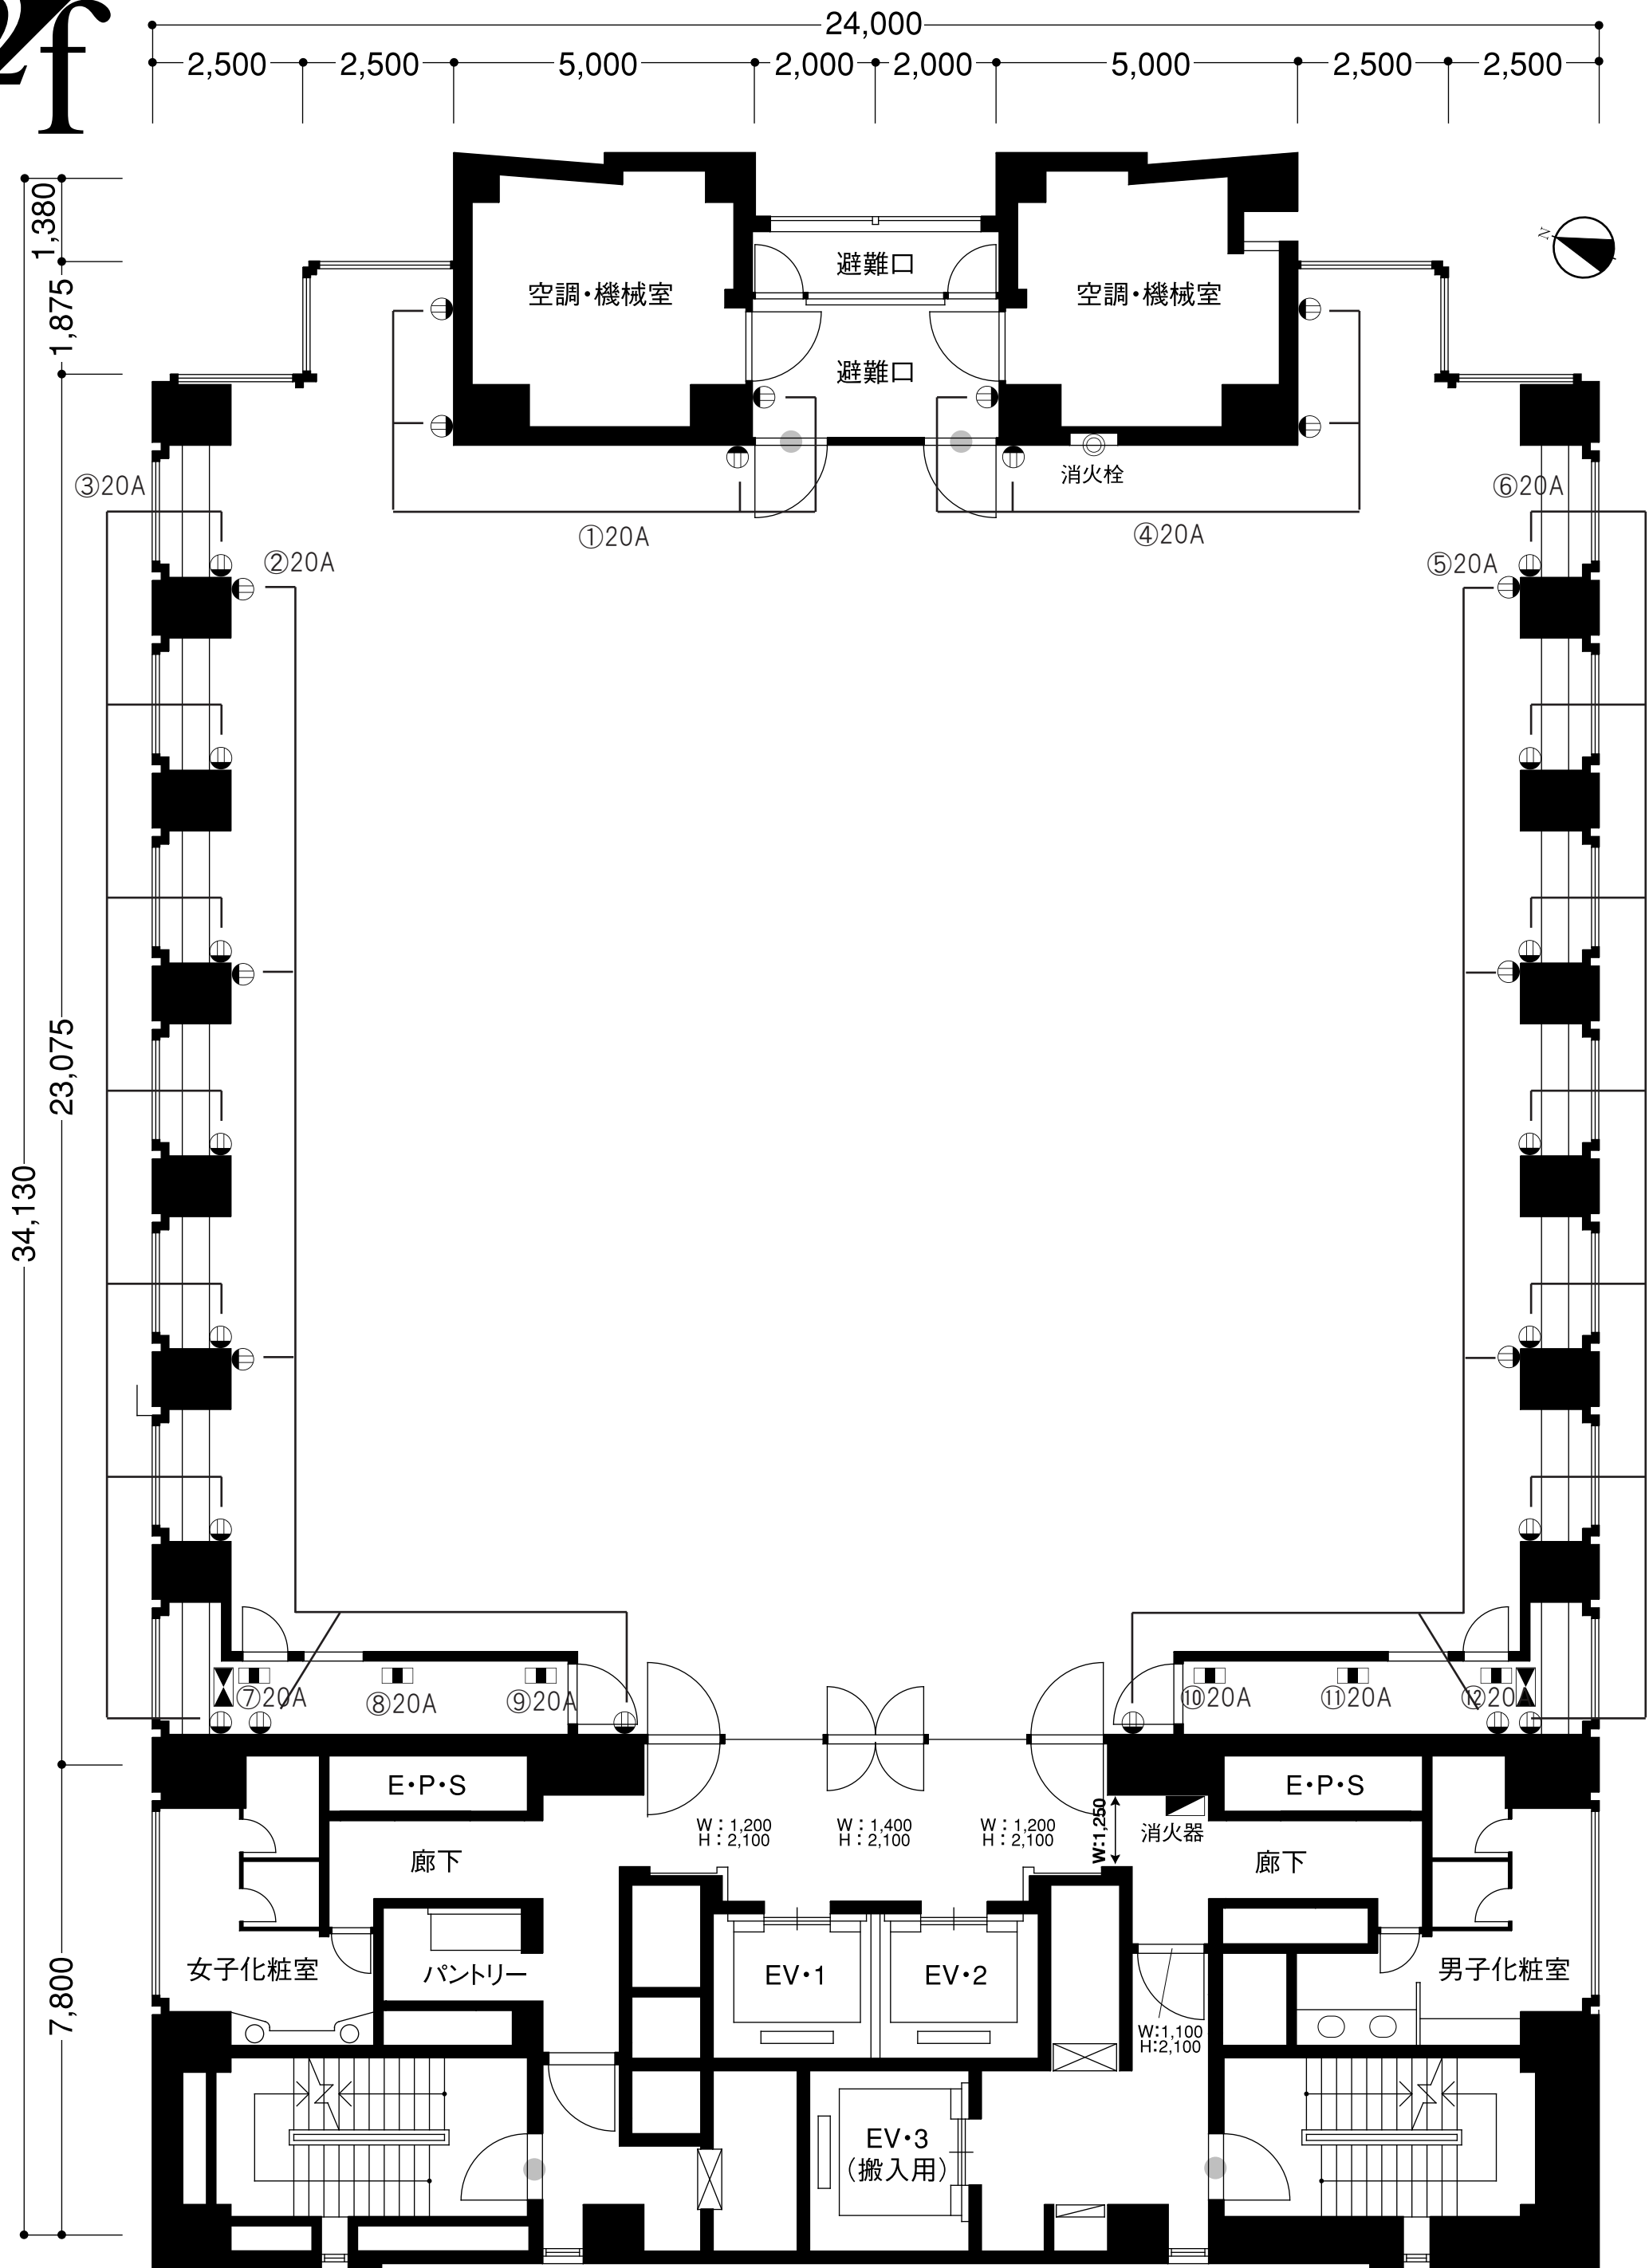 2f
24,000
2,500 2,500 5,000 2,000 2,000 5,000 2,500 2,500
1,380
1,875
23,075
34,130
7,800
N
避難口
空調・機械室
空調・機械室
避難口
消火栓
③20A
⑥20A
①20A
④20A
②20A
⑤20A
⑦20A
⑧20A
⑨20A
⑩20A
⑪20A
⑫20A
E・P・S
E・P・S
W：1,200
H：2,100
W：1,400
H：2,100
W：1,200
H：2,100
W:1,250
消火器
廊下
廊下
女子化粧室
パントリー
EV・1
EV・2
男子化粧室
W:1,100
H:2,100
EV・3
（搬入用）